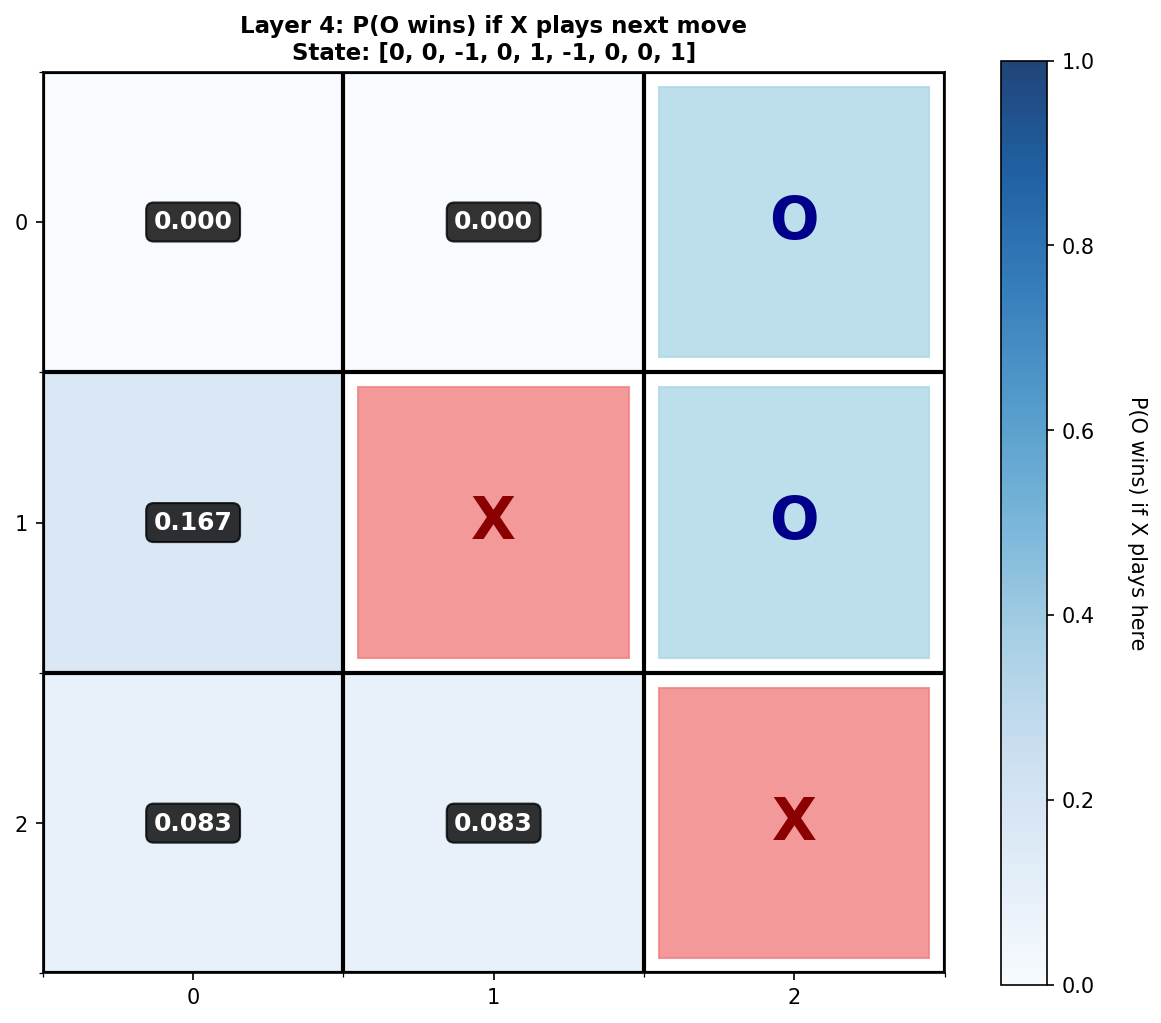 Layer 4: P(O wins) if X plays next move
State: [0, 0, -1, 0, 1, -1, 0, 0, 1]
0
0.000
0.000
O
1
0.167
X
O
2
0.083
0.083
X
0
1
2
1.0
0.8
0.6
0.4
0.2
0.0
P(O wins) if X plays here